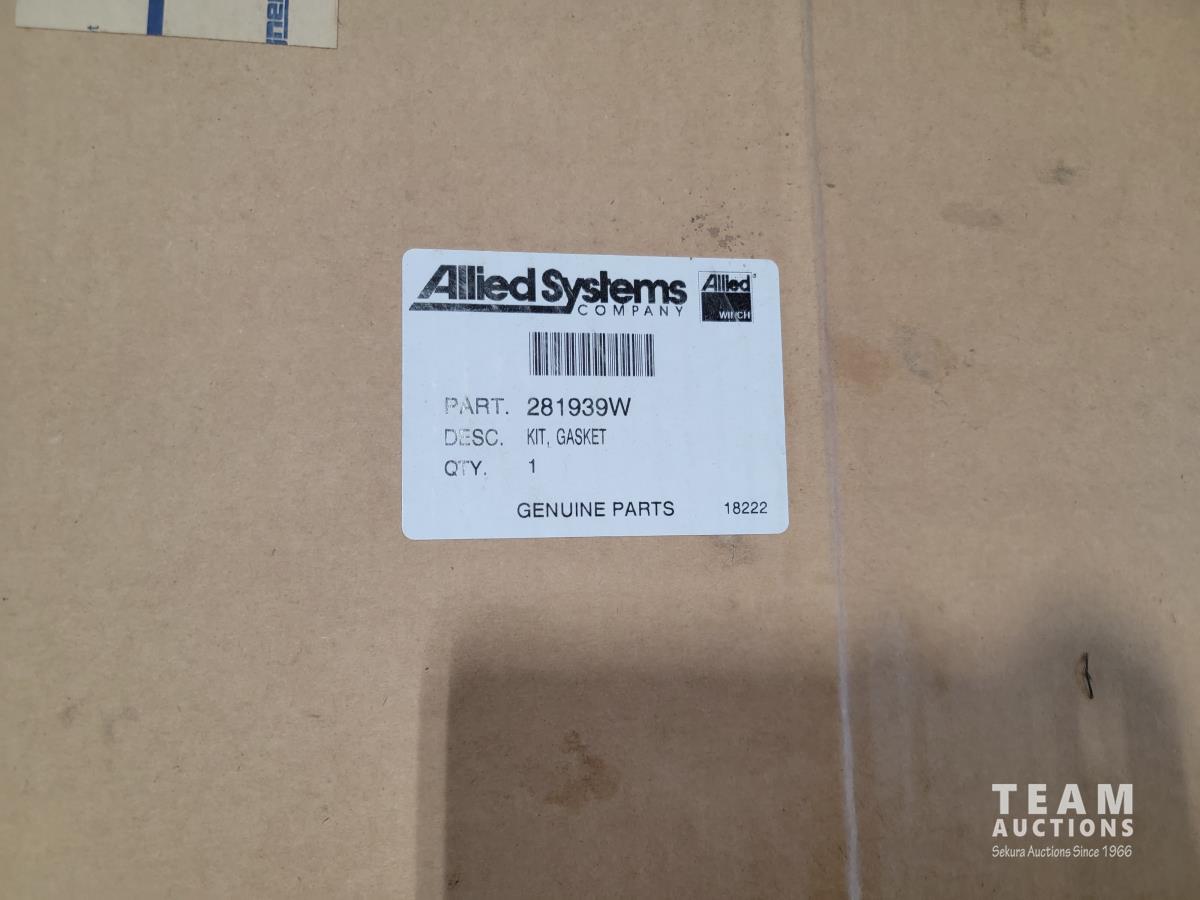 Allied Systems
COMPANY
Allied
WINCH
PART. 281939W
DESC. KIT, GASKET
QTY. 1
GENUINE PARTS 18222
TEAM
AUCTIONS
Sekura Auctions Since 1966